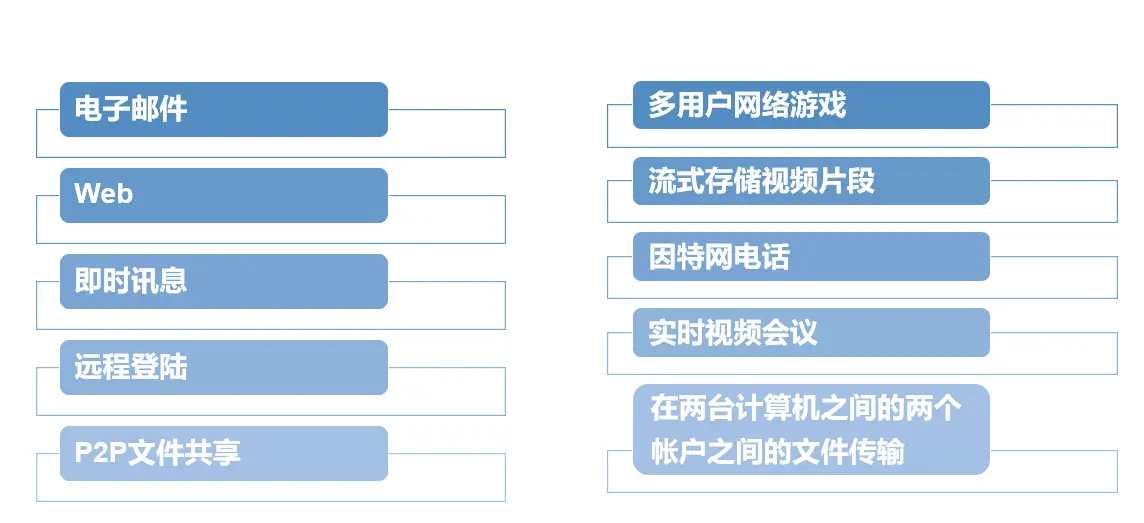 电子邮件
Web
即时讯息
远程登陆
P2P文件共享
多用户网络游戏
流式存储视频片段
因特网电话
实时视频会议
在两台计算机之间的两个
帐户之间的文件传输